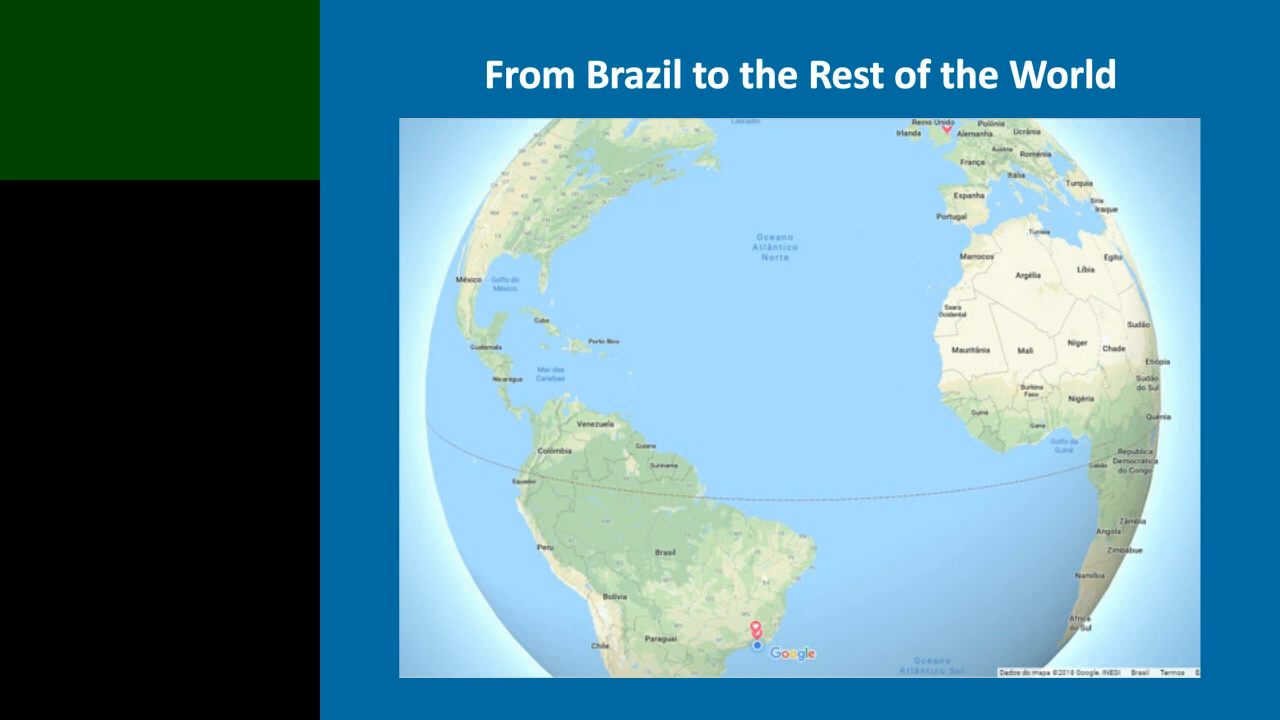 From Brazil to the Rest of the World
Labrador
Reino Unido
Polônia
Irlanda
Alemanha
Ucrânia
Áustria
Romênia
França
Itália
Turquia
Espanha
Síria
Iraque
Portugal
Tunísia
Oceano
Atlântico
Norte
Marrocos
Egito
Argélia
Líbia
México
Golfo do
México
Saara
Ocidental
Cuba
Sudão
Porto Rico
Guatemala
Mauritânia
Mali
Níger
Chade
Etiópia
Nicarágua
Mar das
Caraíbas
Sudão
do Sul
Burkina
Faso
Nigéria
Guiné
Quênia
Venezuela
Gana
Golfo da
Guiné
Guiana
Colômbia
República
Democrática
do Congo
Suriname
Gabão
Equador
Zâmbia
Angola
Peru
Brasil
Zimbábue
Namíbia
Bolívia
MG
África
do Sul
Paraguai
Chile
Google
Oceano
Atlântico Sul
Dados do mapa ©2018 Google, INEGI Brasil Termos